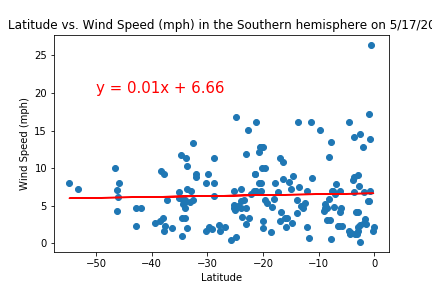 Latitude vs. Wind Speed (mph) in the Southern hemisphere on 5/17/20
25
20
15
10
5
0
Wind Speed (mph)
y = 0.01x + 6.66
−50 −40 −30 −20 −10 0
Latitude